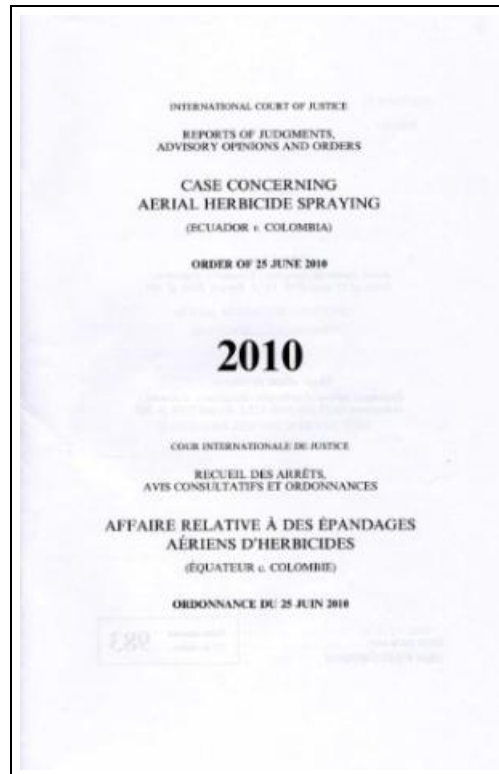 INTERNATIONAL COURT OF JUSTICE
REPORTS OF JUDGMENTS,
ADVISORY OPINIONS AND ORDERS
CASE CONCERNING
AERIAL HERBICIDE SPRAYING
(ECUADOR v. COLOMBIA)
ORDER OF 25 JUNE 2010
2010
COUR INTERNATIONALE DE JUSTICE
RECUEIL DES ARRÊTS,
AVIS CONSULTATIFS ET ORDONNANCES
AFFAIRE RELATIVE À DES ÉPANDAGES
AÉRIENS D'HERBICIDES
(ÉQUATEUR c. COLOMBIE)
ORDONNANCE DU 25 JUIN 2010
983